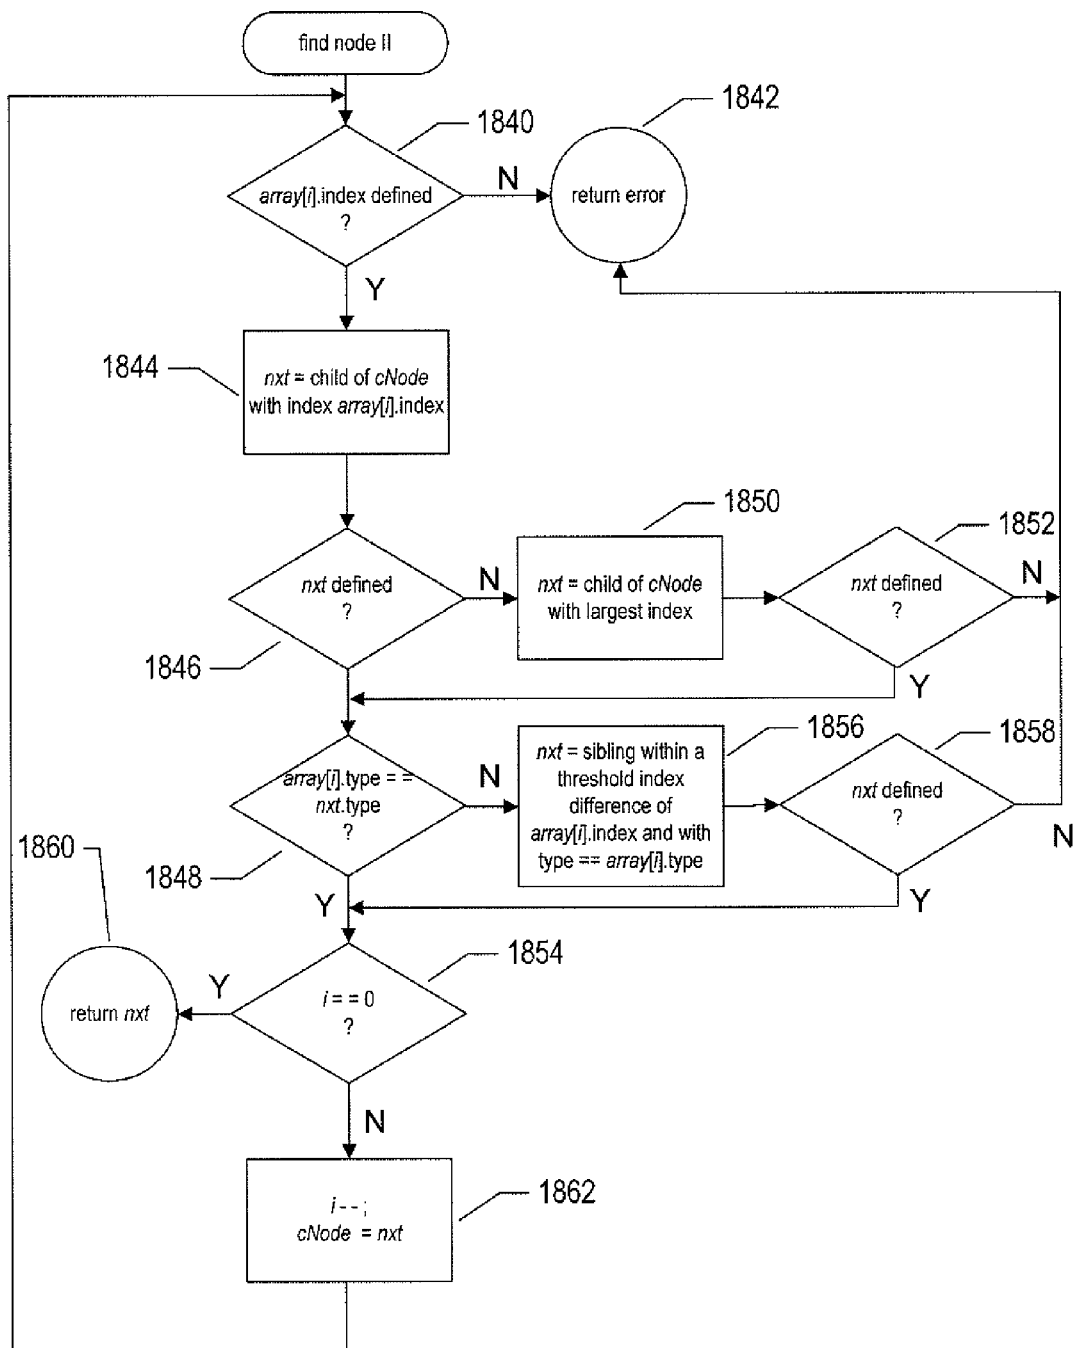 find node II
1840
1842
array[i].index defined
?
N
return error
Y
1844
nxt = child of cNode
with index array[i].index
1850
1852
nxt defined
?
N
nxt = child of cNode
with largest index
nxt defined
?
N
1846
Y
1856
1858
array[i].type = =
nxt.type
?
N
nxt = sibling within a
threshold index
difference of
array[i].index and with
type == array[i].type
nxt defined
?
N
1860
1848
Y
Y
1854
return nxt
Y
i = = 0
?
N
1862
i - - ;
cNode = nxt